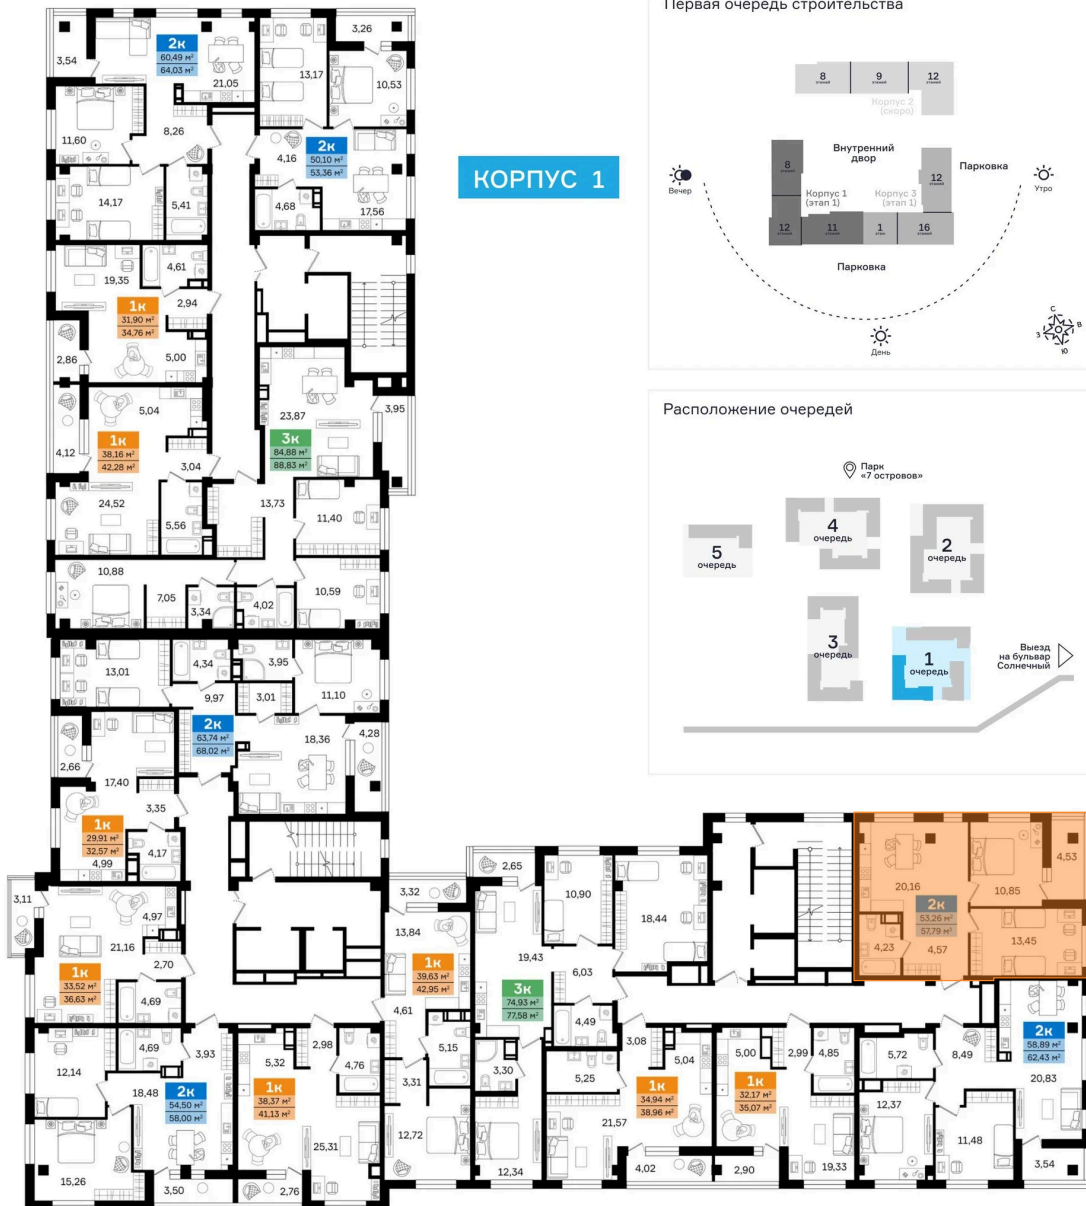 Первая очередь строительства
8
этажей
9
этажей
12
этажей
Корпус 2
(скоро)
Внутренний
двор
8
этажей
12
этажей
Парковка
Корпус 1
(этап 1)
Корпус 3
(этап 1)
12
этажей
11
этажей
1
этаж
16
этажей
Вечер
Утро
Парковка
День
С
В
Ю
З
КОРПУС 1
Расположение очередей
Парк
«7 островов»
5
очередь
4
очередь
2
очередь
3
очередь
1
очередь
Выезд
на бульвар
Солнечный
3,54
2к
60,49 м²
64,03 м²
21,05
11,60
8,26
14,17
5,41
3,26
13,17
10,53
4,16
2к
50,10 м²
53,36 м²
4,68
17,56
4,61
19,35
2,94
1к
31,90 м²
34,76 м²
2,86
5,00
5,04
4,12
1к
38,16 м²
42,28 м²
3,04
24,52
5,56
23,87
3,95
3к
84,88 м²
88,83 м²
13,73
11,40
10,88
7,05
3,34
4,02
10,59
13,01
4,34
3,95
9,97
3,01
11,10
2к
63,74 м²
68,02 м²
18,36
4,28
2,66
17,40
3,35
1к
29,91 м²
32,57 м²
4,99
4,17
3,11
4,97
21,16
2,70
1к
33,52 м²
36,63 м²
4,69
12,14
4,69
3,93
18,48
2к
54,50 м²
58,00 м²
15,26
3,50
5,32
2,98
4,76
1к
38,37 м²
41,13 м²
25,31
2,76
3,32
13,84
1к
39,63 м²
42,95 м²
4,61
5,15
3,31
12,72
2,65
10,90
18,44
19,43
6,03
3к
74,93 м²
77,58 м²
4,49
3,30
12,34
3,08
5,04
5,25
1к
34,94 м²
38,96 м²
21,57
4,02
5,00
2,99
4,85
1к
32,17 м²
35,07 м²
2,90
19,33
4,53
20,16
10,85
2к
53,26 м²
57,79 м²
4,23
4,57
13,45
5,72
8,49
2к
58,89 м²
62,43 м²
20,83
12,37
11,48
3,54